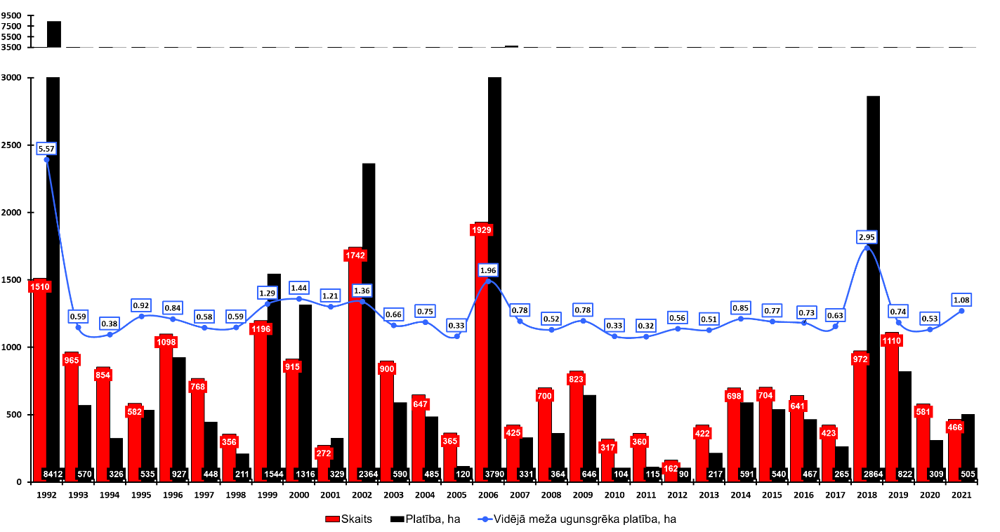 9500
7500
5500
3500
3000
2500
2000
1500
1000
500
0
5.57 0.59 0.38 0.92 0.84 0.58 0.59 1.29 1.44 1.21 1.36 0.66 0.75 0.33 1.96 0.78 0.52 0.78 0.33 0.32 0.56 0.51 0.85 0.77 0.73 0.63 2.95 0.74 0.53 1.08
1510 965 854 582 1098 768 356 1196 915 272 1742 900 647 365 1929 425 700 823 317 360 162 422 698 704 641 423 972 1110 581 466
8412 570 326 535 927 448 211 1544 1316 329 2364 590 485 120 3790 331 364 646 104 115 90 217 591 540 467 265 2864 822 309 505
1992 1993 1994 1995 1996 1997 1998 1999 2000 2001 2002 2003 2004 2005 2006 2007 2008 2009 2010 2011 2012 2013 2014 2015 2016 2017 2018 2019 2020 2021
Skaits Platība, ha Vidējā meža ugunsgrēka platība, ha